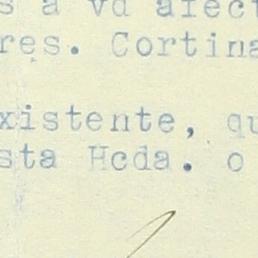 s a vd afect
res. Cortina
xistente, qu
sta Hcda. o